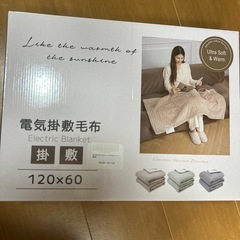 Like the warmth of
the sunshine
Ultra Soft
& Warm
電気掛敷毛布
Electric Blanket
掛 敷
120×60